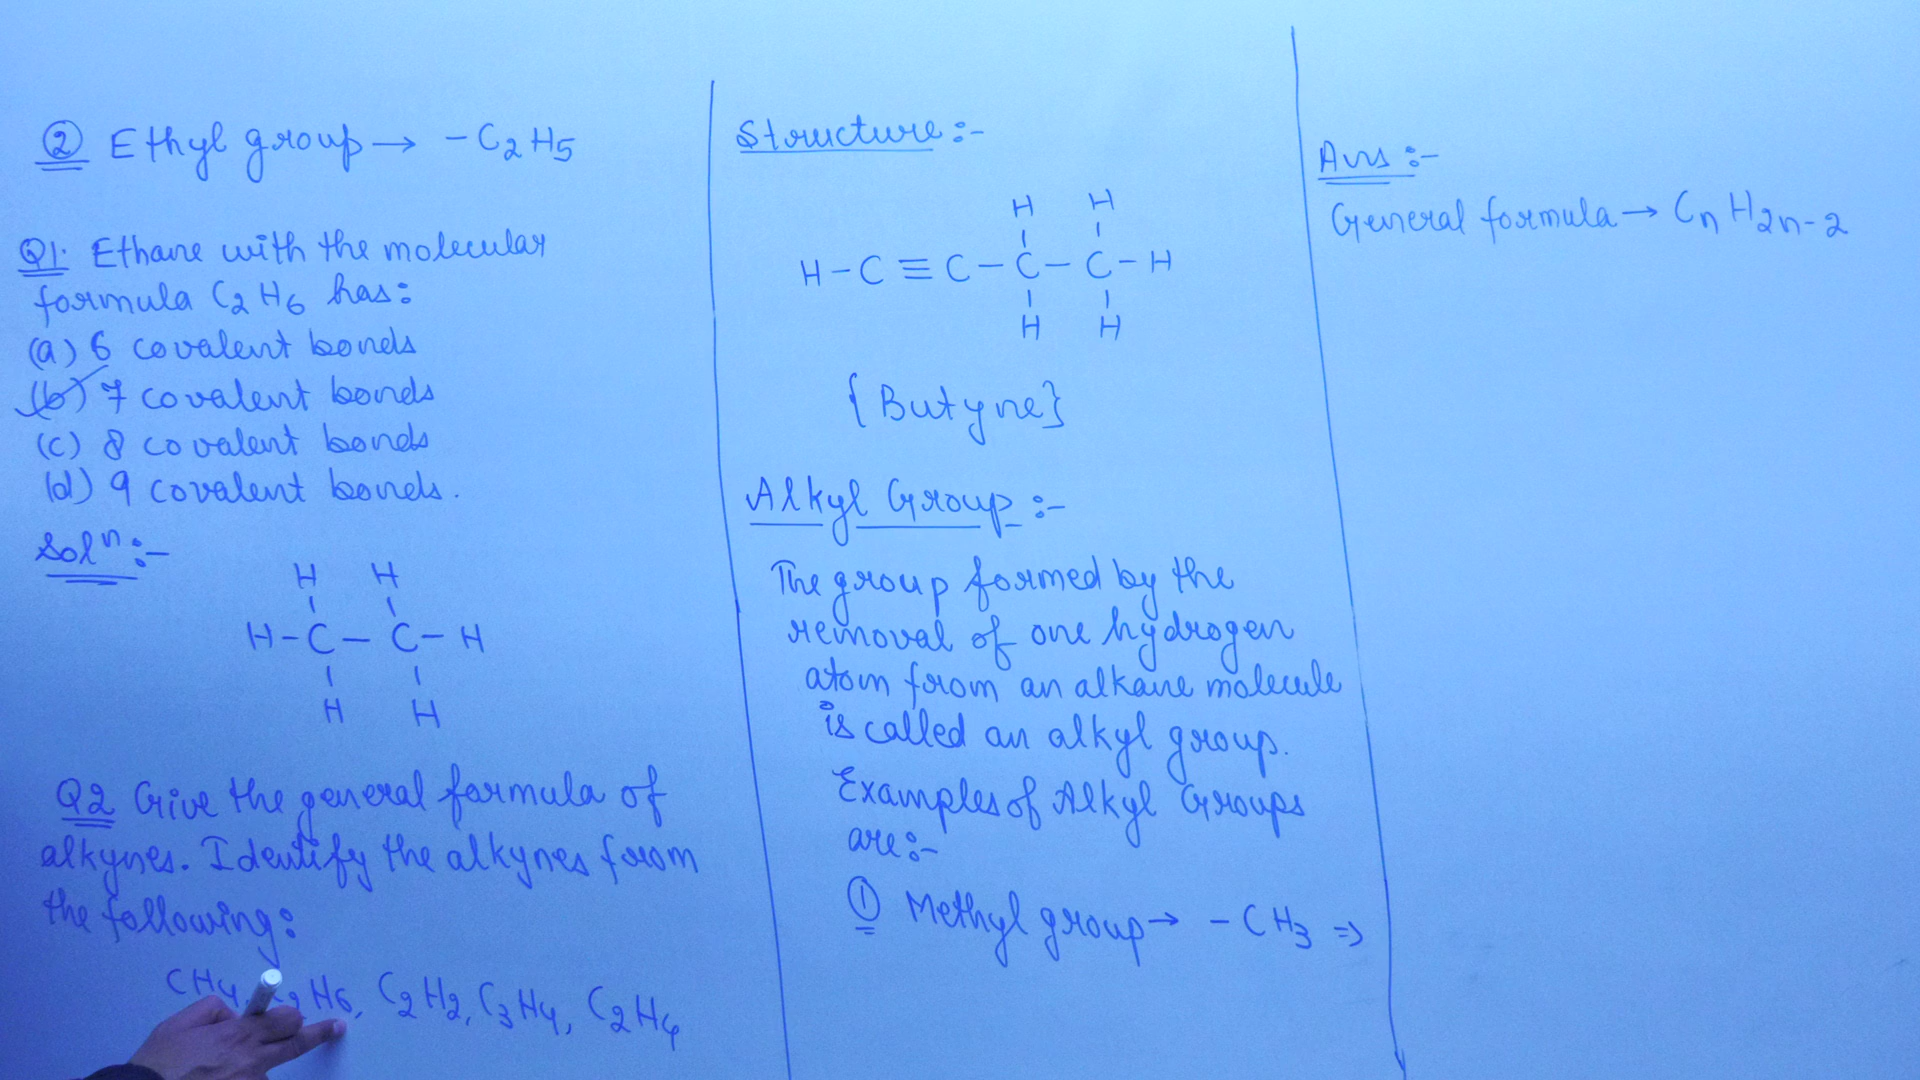 ② Ethyl group → -C₂H₅
Q1. Ethane with the molecular
formula C₂H₆ has:
(a) 6 covalent bonds
(b) 7 covalent bonds
(c) 8 covalent bonds
(d) 9 covalent bonds.
Solⁿ:-
H H
H-C-C-H
H H
Q2 Give the general formula of
alkynes. Identify the alkynes from
the following:
CH₄, ₂H₆, C₂H₂, C₃H₄, C₂H₄
Structure:-
H H
H-C≡C-C-C-H
H H
{Butyne}
Alkyl Group:-
The group formed by the
removal of one hydrogen
atom from an alkane molecule
is called an alkyl group.
Examples of Alkyl Groups
are:-
① Methyl group → -CH₃ ⇒
Ans:-
General formula → CₙH₂ₙ₋₂